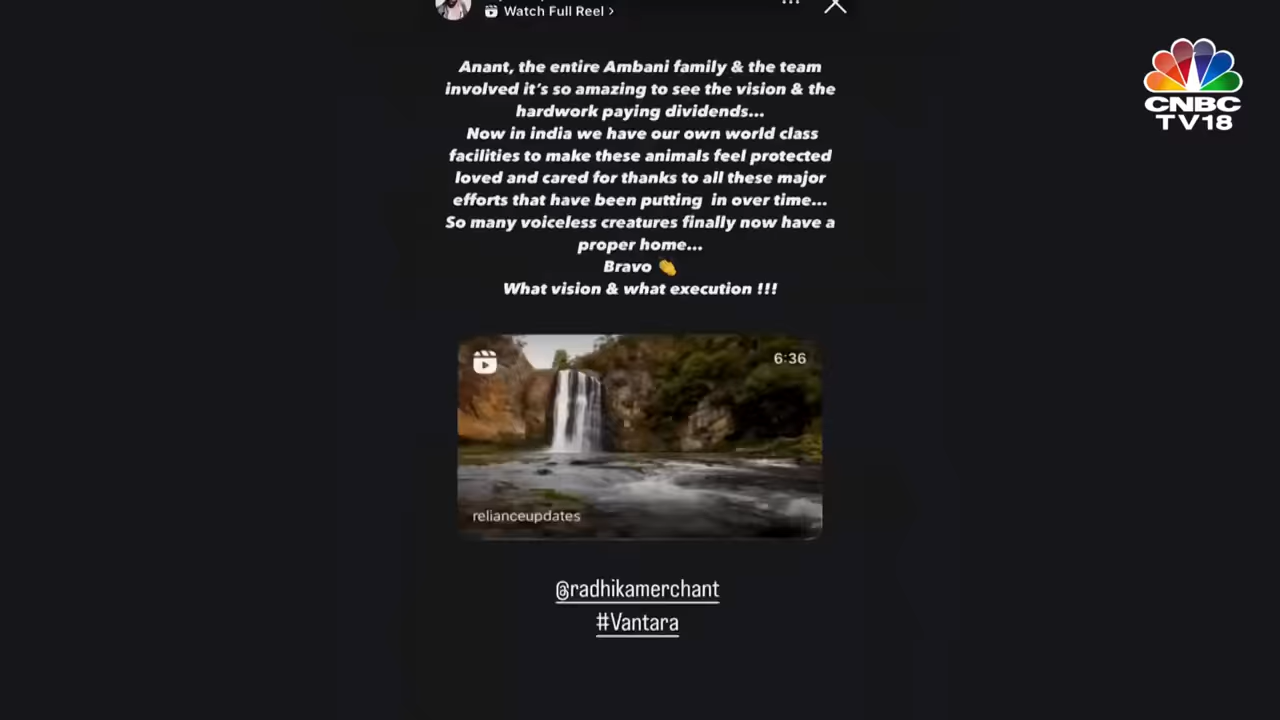 Watch Full Reel >
Anant, the entire Ambani family & the team
involved it's so amazing to see the vision & the
hardwork paying dividends...
Now in india we have our own world class
facilities to make these animals feel protected
loved and cared for thanks to all these major
efforts that have been putting  in over time...
So many voiceless creatures finally now have a
proper home...
Bravo 👏
What vision & what execution !!!
6:36
relianceupdates
@radhikamerchant
#Vantara
CNBC
TV18